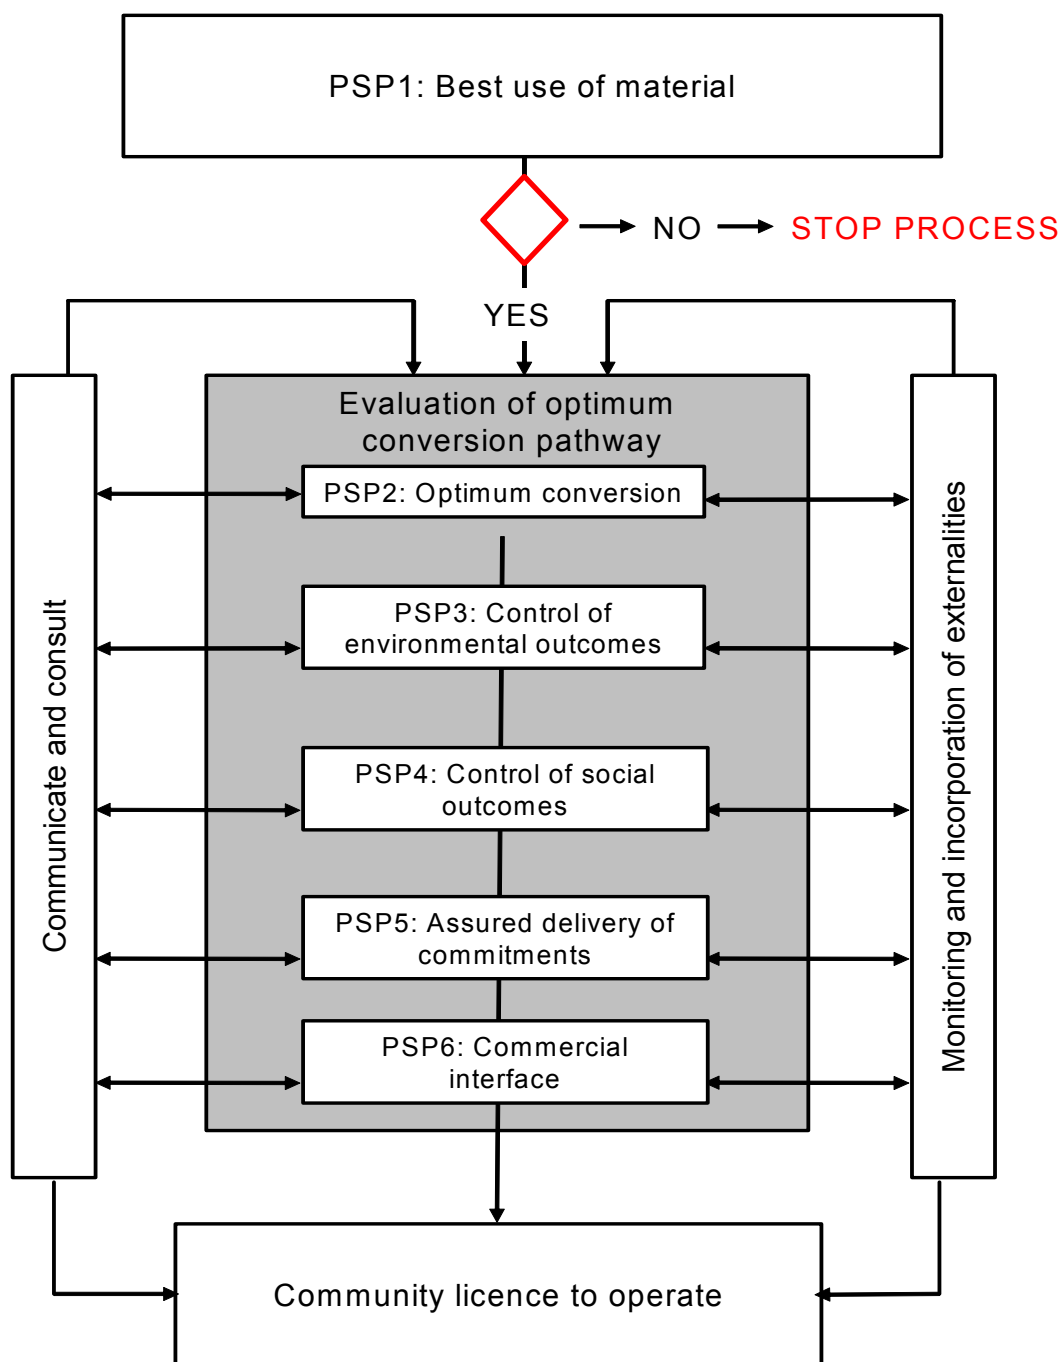 PSP1: Best use of material
NO
STOP PROCESS
YES
Evaluation of optimum
conversion pathway
PSP2: Optimum conversion
PSP3: Control of
environmental outcomes
PSP4: Control of social
outcomes
PSP5: Assured delivery of
commitments
PSP6: Commercial
interface
Communicate and consult
Monitoring and incorporation of externalities
Community licence to operate